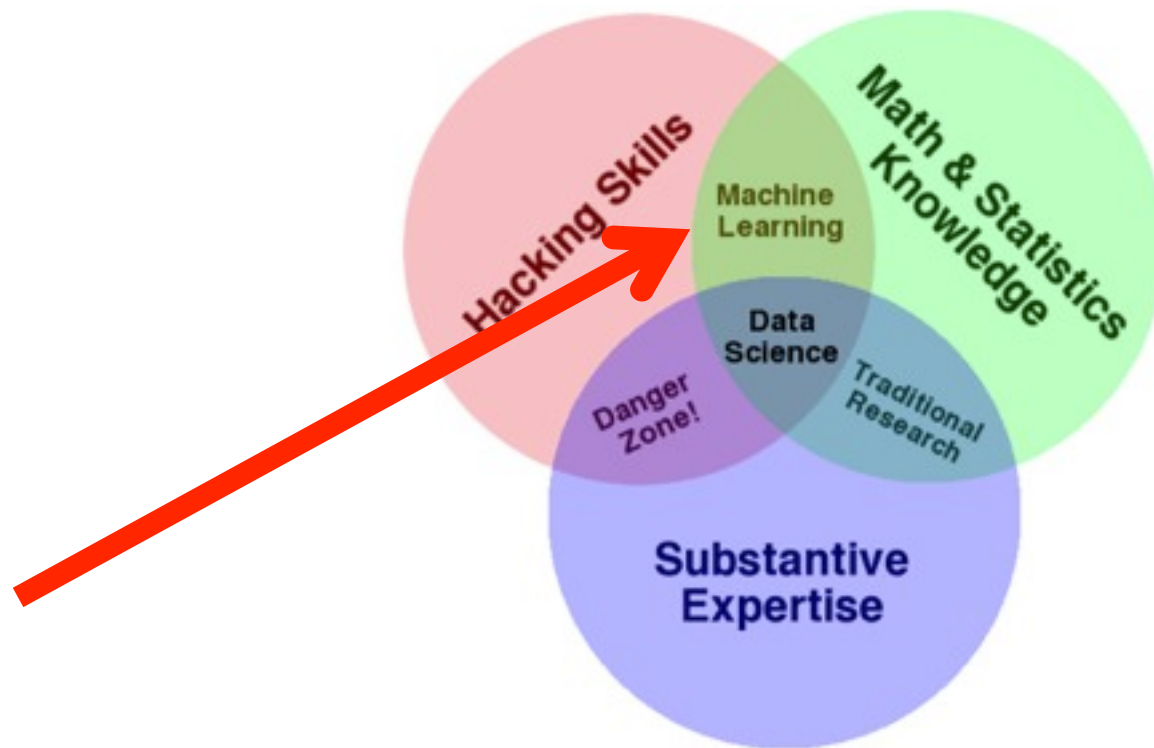 Hacking Skills
Math & Statistics
Knowledge
Machine
Learning
Data
Science
Danger
Zone!
Traditional
Research
Substantive
Expertise